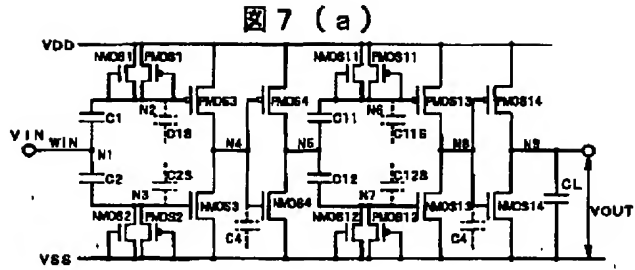 図7 (a)
VDD
NMOS1 PMOS1 NMOS11 PMOS11
PMOS3 PMOS4 PMOS13 PMOS14
N2 N6
C1 C1S C11 C11S
VIN WIN N1 N4 N5 N8 N9
C2 C2S C12 C12S
CL VOUT
N3 N7
NMOS3 NMOS4 NMOS13 NMOS14
NMOS2 PMOS2 C4 NMOS12 PMOS12 C4
VSS